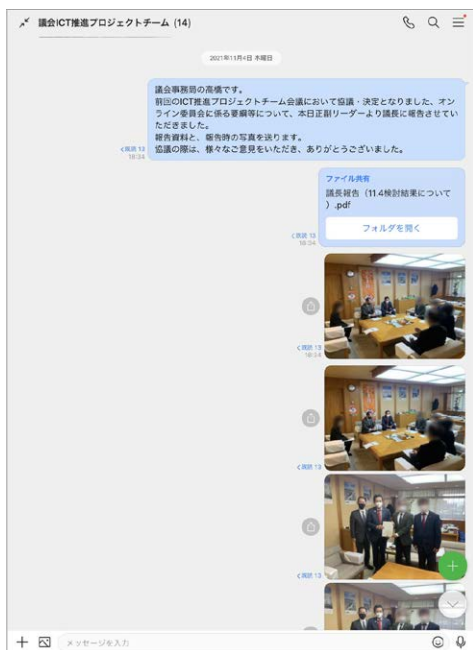 議会ICT推進プロジェクトチーム (14)
2021年11月4日 木曜日
議会事務局の高橋です。
前回のICT推進プロジェクトチーム会議において協議・決定となりました、オン
ライン委員会に係る要綱等について、本日正副リーダーより議長に報告させてい
ただきました。
報告資料と、報告時の写真を送ります。
協議の際は、様々なご意見をいただき、ありがとうございました。
既読 13
18:34
ファイル共有
議長報告（11.4検討結果について
）.pdf
フォルダを開く
既読 13
18:34
既読 13
18:34
既読 13
既読 13
メッセージを入力